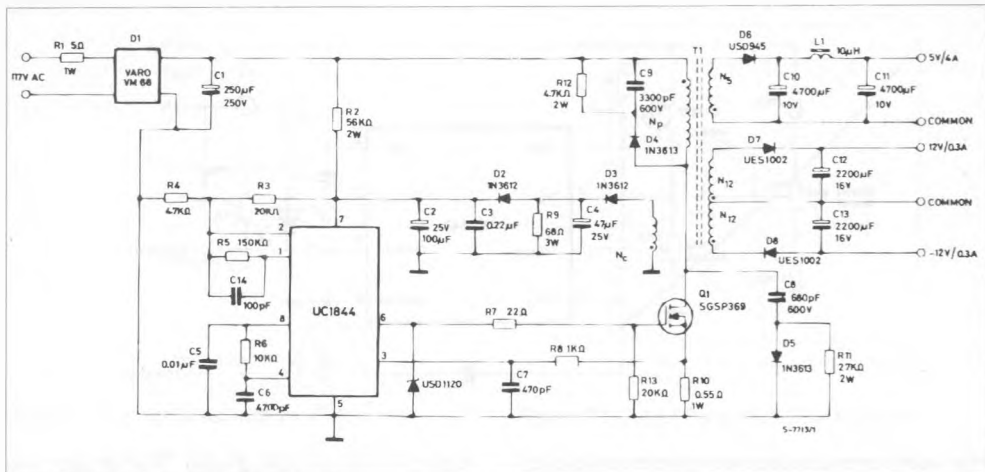 R1 5Ω
1W
117V AC
D1
VARO
VM 68
C1
250µF
250V
R2
56KΩ
2W
R12
4.7KΩ
2W
C9
3300pF
600V
Np
D4
1N3613
T1
N5
D6
USD945
L1
10µH
C10
4700µF
10V
C11
4700µF
10V
5V/4A
COMMON
D7
UES1002
12V/0.3A
N12
N12
C12
2200µF
16V
COMMON
C13
2200µF
16V
D8
UES1002
-12V/0.3A
R4
4.7KΩ
R3
20KΩ
7
2
R5 150KΩ
1
C14
100pF
UC1844
8
R6
10KΩ
4
C5
0.01µF
C6
4700pF
5
6
3
C2
25V
100µF
C3
0.22µF
D2
1N3612
R9
68Ω
3W
D3
1N3612
C4
47µF
25V
Nc
R7 22Ω
USD1120
C7
470pF
R8 1KΩ
R13
20KΩ
Q1
SGSP369
R10
0.55Ω
1W
C8
680pF
600V
D5
1N3613
R11
2.7KΩ
2W
S-7713/1